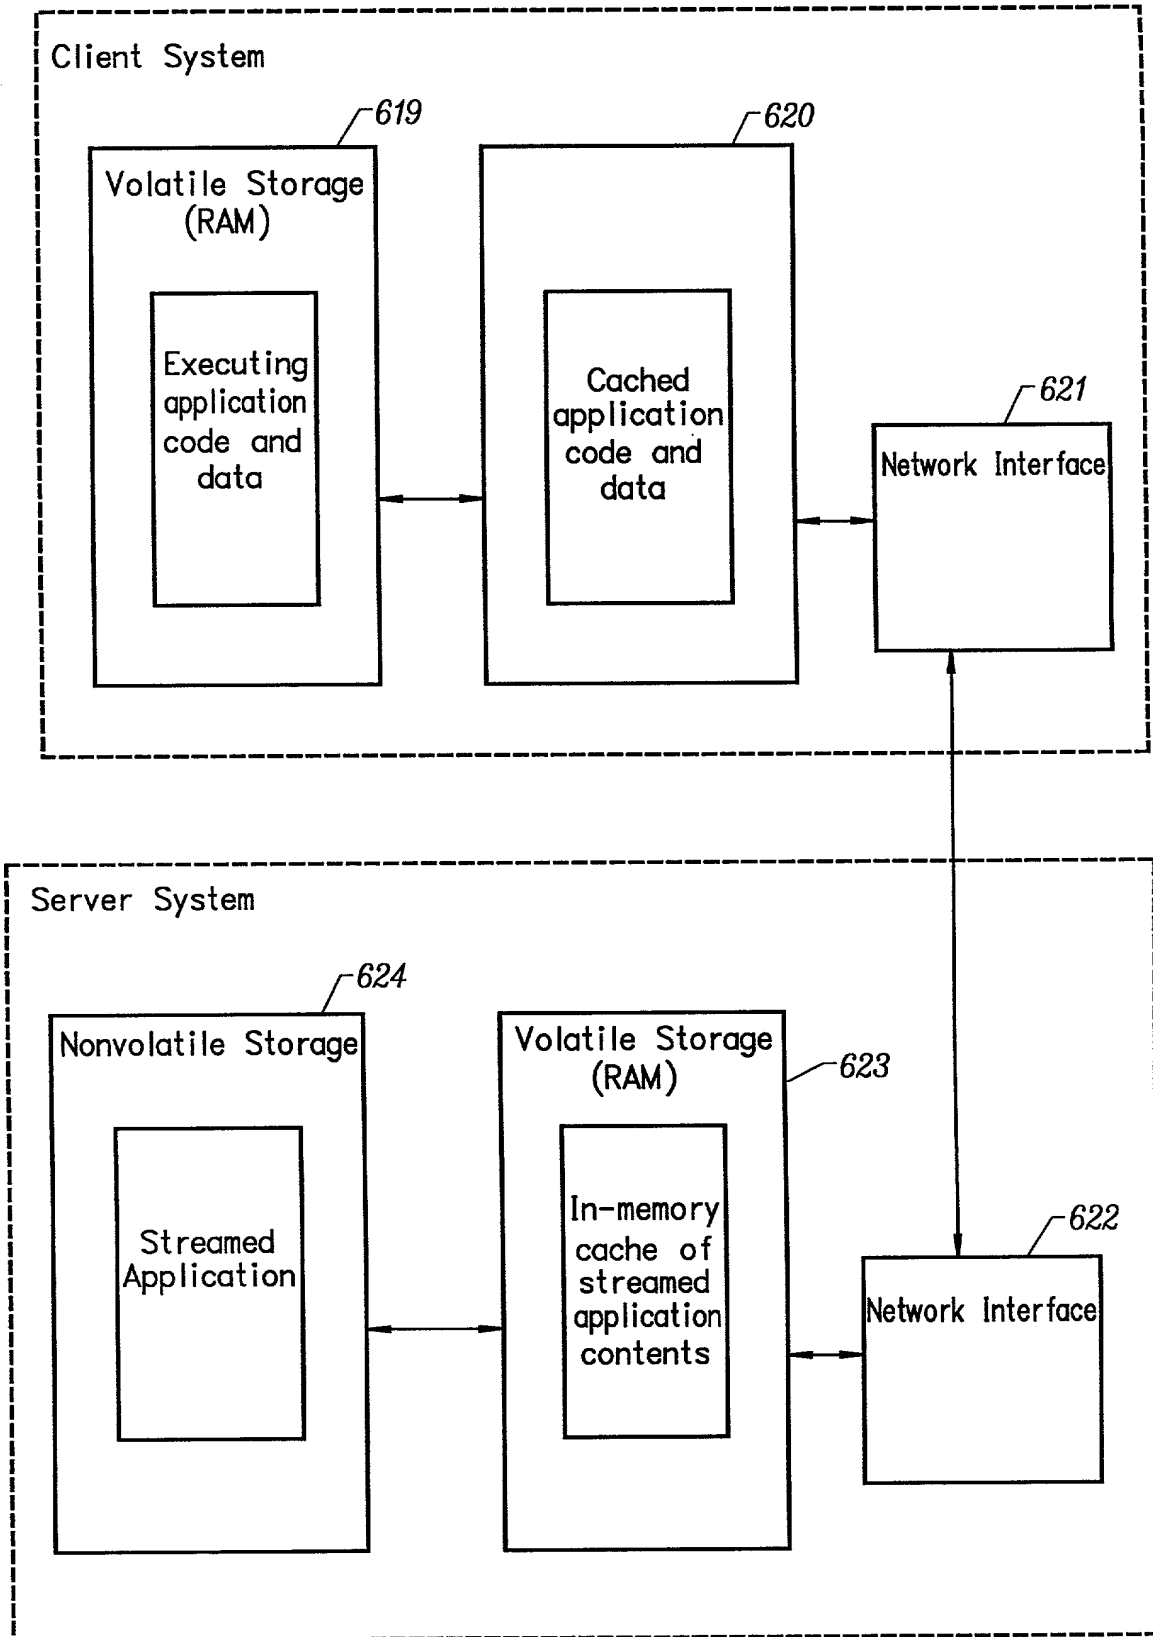 Client System
619
620
Volatile Storage
(RAM)
Executing
application
code and
data
Cached
application
code and
data
621
Network Interface
Server System
624
Nonvolatile Storage
Volatile Storage
(RAM)
623
Streamed
Application
In-memory
cache of
streamed
application
contents
622
Network Interface